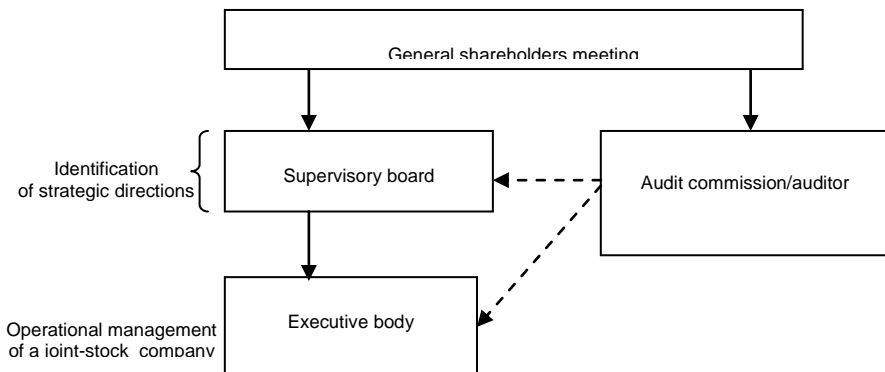 General shareholders meeting
Identification
of strategic directions
Supervisory board
Audit commission/auditor
Executive body
Operational management
of a joint-stock company